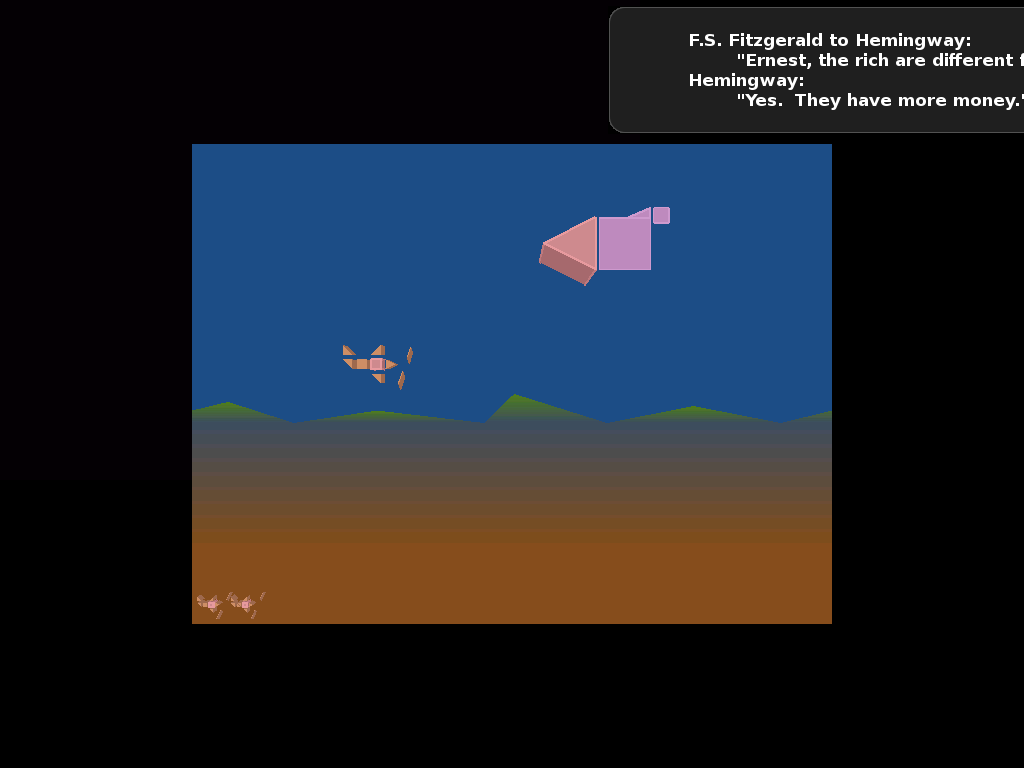 F.S. Fitzgerald to Hemingway:
"Ernest, the rich are different
Hemingway:
"Yes.  They have more money."